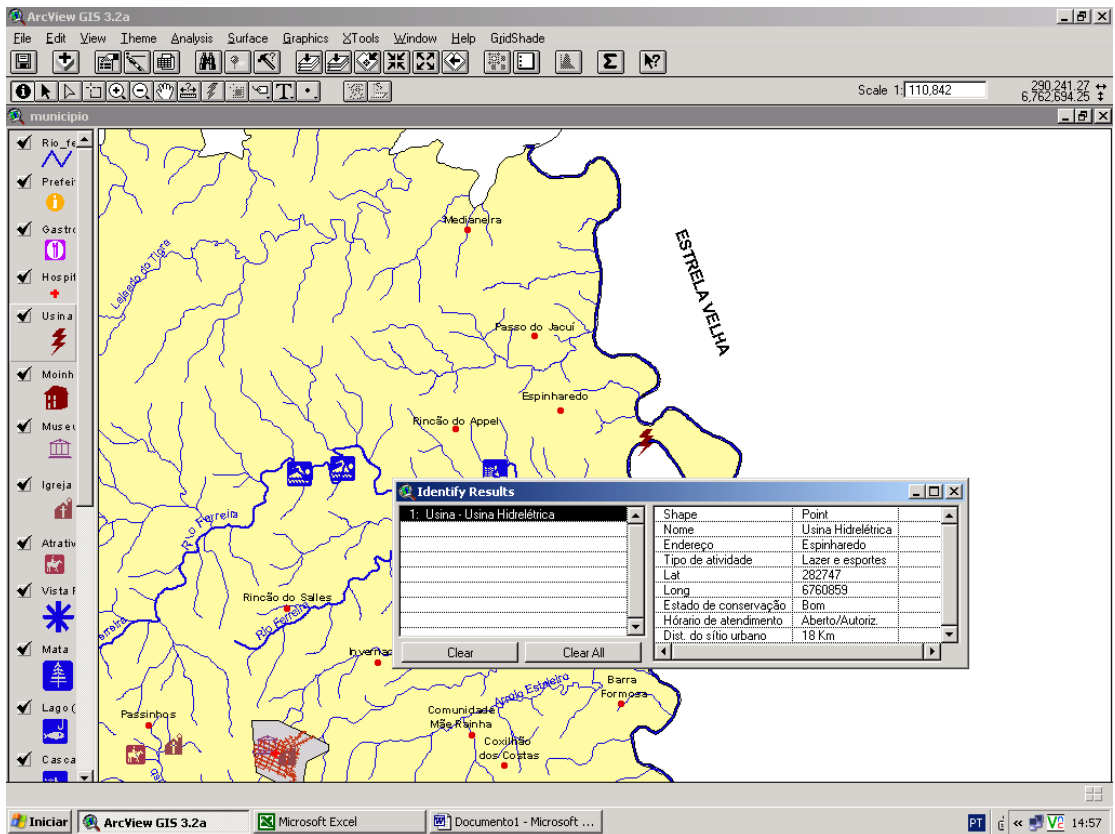 ArcView GIS 3.2a
File Edit View Theme Analysis Surface Graphics XTools Window Help GridShade
Scale 1: 110,842
290,241.27
6,762,694.25
municipio
Rio_fe
Prefei
Gastro
Hospit
Usina
Moinh
Museu
Igreja
Atrativ
Vista F
Mata
Lago (
Casca
Medianeira
Lajeado do Tigre
ESTRELA VELHA
Passo do Jacuí
Espinharedo
Rincão do Appel
Rio Ferreira
Rincão do Salles
Rio Ferreira
Inverna
Arroio Estaleiro
Barra
Formosa
Comunidade
Mãe Rainha
Coxilhão
dos Costas
Passinhos
Identify Results
1: Usina - Usina Hidrelétrica
Shape Point
Nome Usina Hidrelétrica
Endereço Espinharedo
Tipo de atividade Lazer e esportes
Lat 282747
Long 6760859
Estado de conservação Bom
Hórario de atendimento Aberto/Autoriz.
Dist. do sítio urbano 18 Km
Clear Clear All
Iniciar ArcView GIS 3.2a Microsoft Excel Documento1 - Microsoft ... PT 14:57